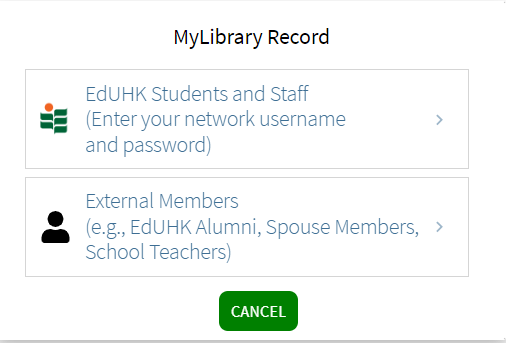 MyLibrary Record
EdUHK Students and Staff
(Enter your network username
and password)
External Members
(e.g., EdUHK Alumni, Spouse Members,
School Teachers)
CANCEL